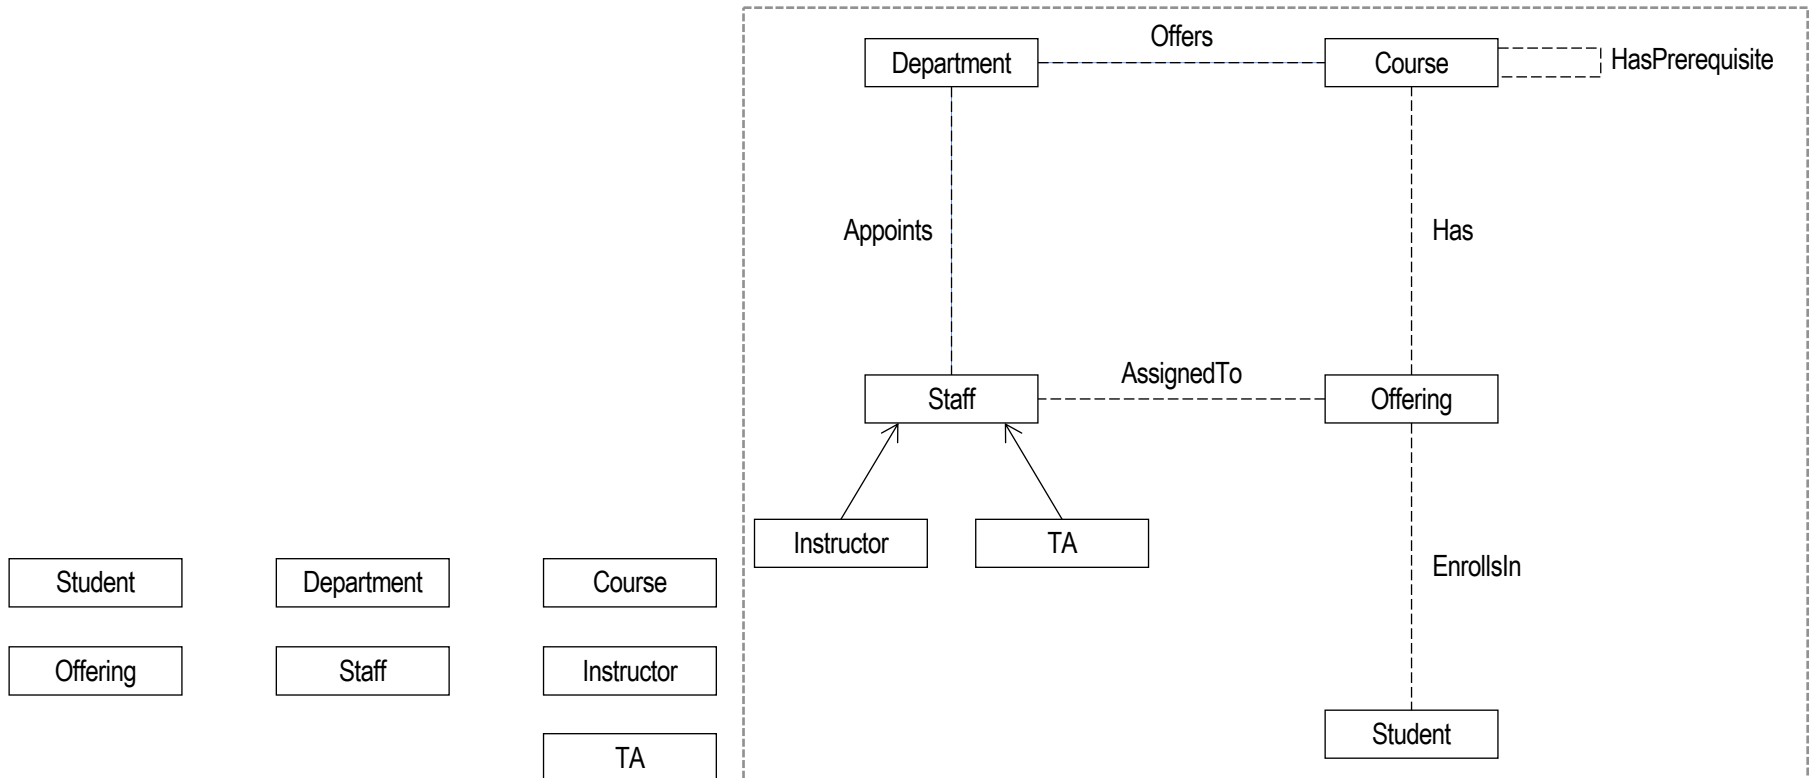 Offers
Department
Course
HasPrerequisite
Appoints
Has
AssignedTo
Staff
Offering
Instructor
TA
EnrollsIn
Student
Department
Course
Offering
Staff
Instructor
Student
TA